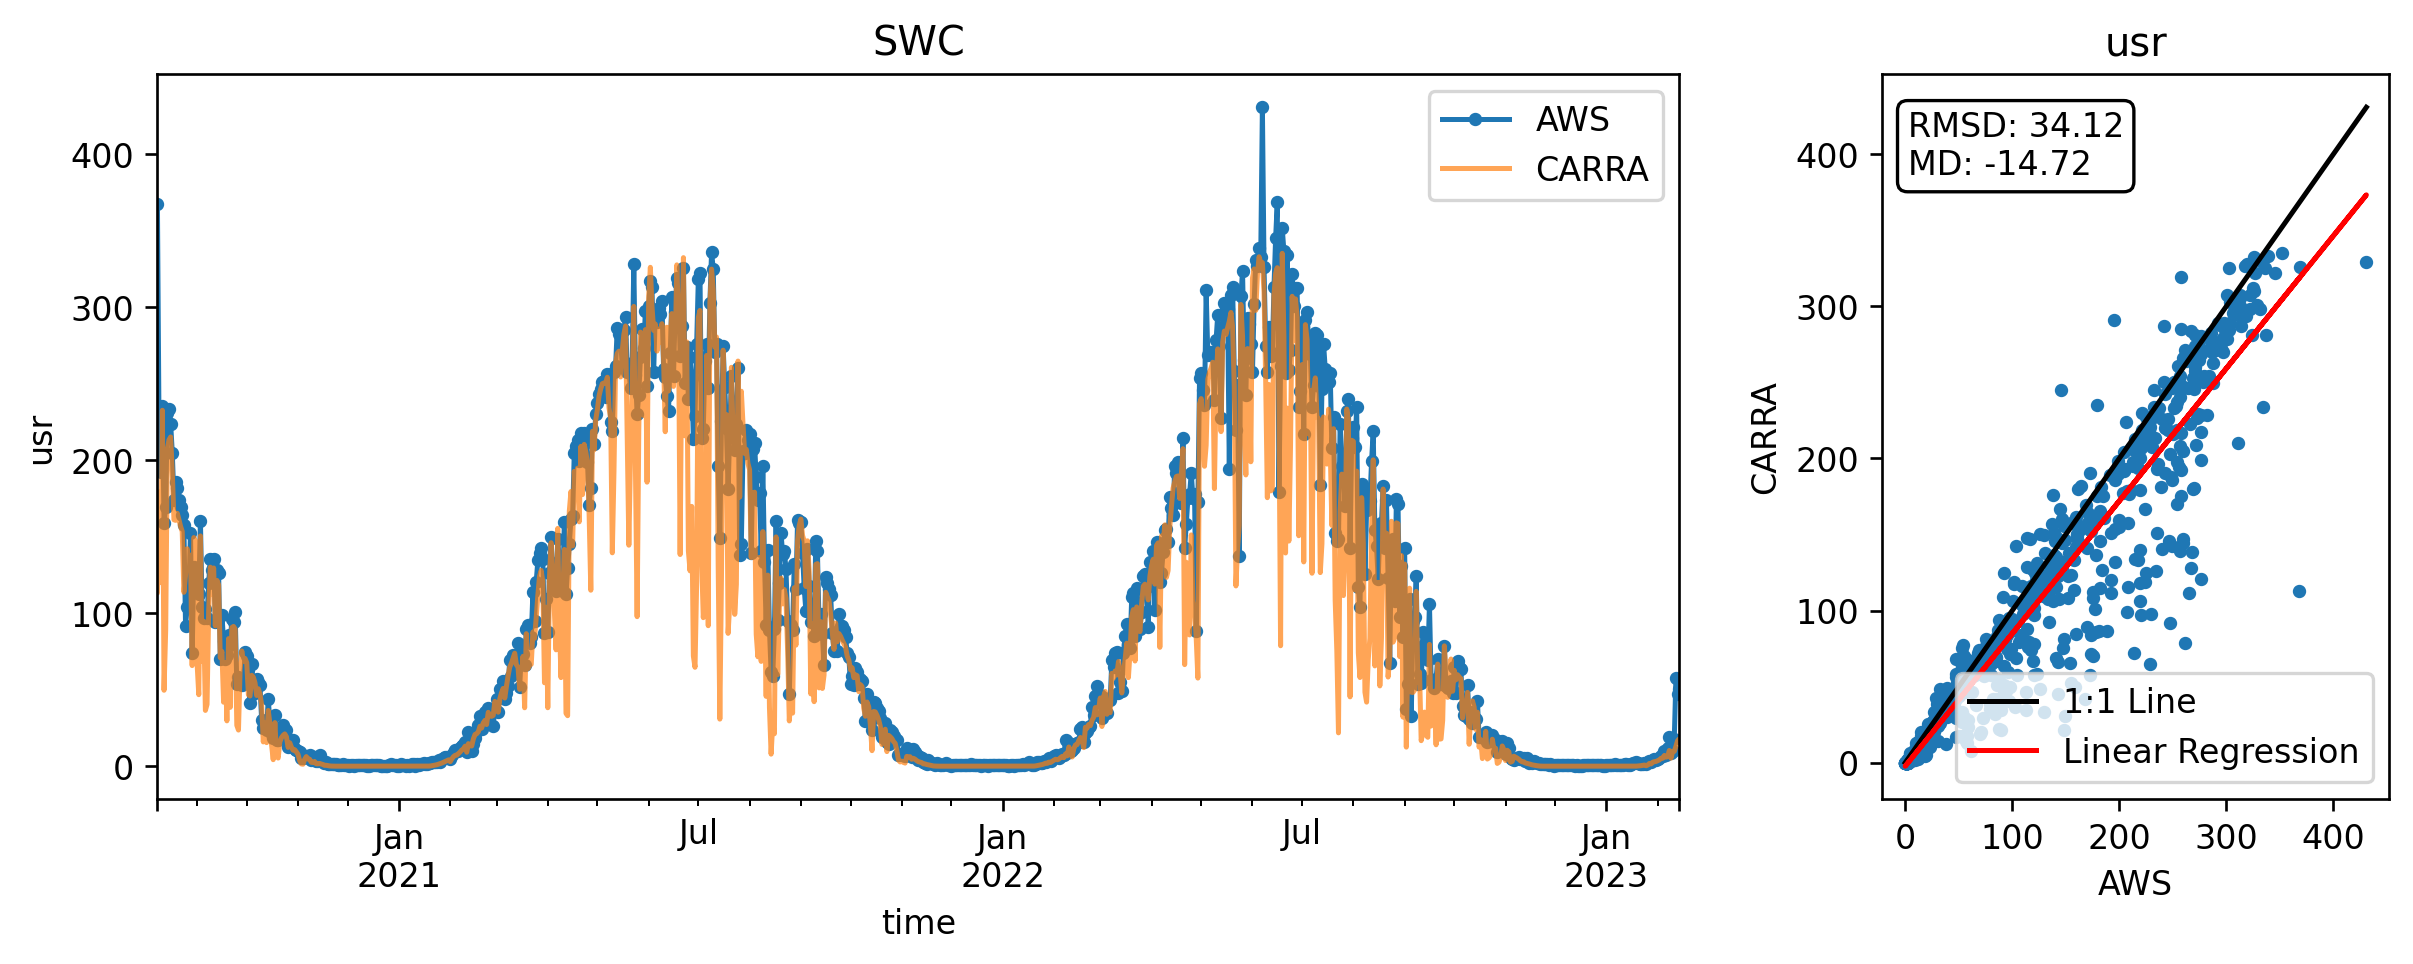 SWC
usr
400
300
200
100
0
AWS
CARRA
Jan
2021
Jul
Jan
2022
Jul
Jan
2023
time
usr
RMSD: 34.12
MD: -14.72
CARRA
400
300
200
100
0
1:1 Line
Linear Regression
0 100 200 300 400
AWS